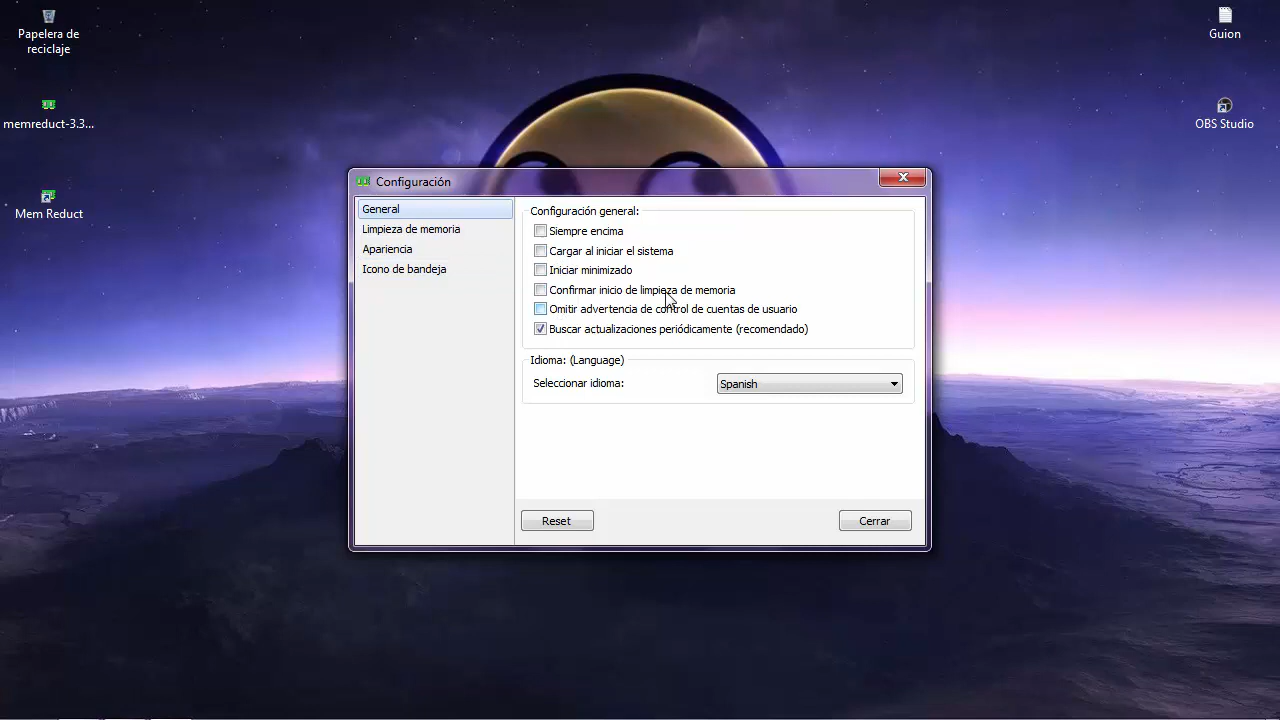 Papelera de
reciclaje
memreduct-3.3...
Mem Reduct
Guion
OBS Studio
Configuración
General
Limpieza de memoria
Apariencia
Icono de bandeja
Configuración general:
Siempre encima
Cargar al iniciar el sistema
Iniciar minimizado
Confirmar inicio de limpieza de memoria
Omitir advertencia de control de cuentas de usuario
Buscar actualizaciones periódicamente (recomendado)
Idioma: (Language)
Seleccionar idioma:
Spanish
Reset
Cerrar